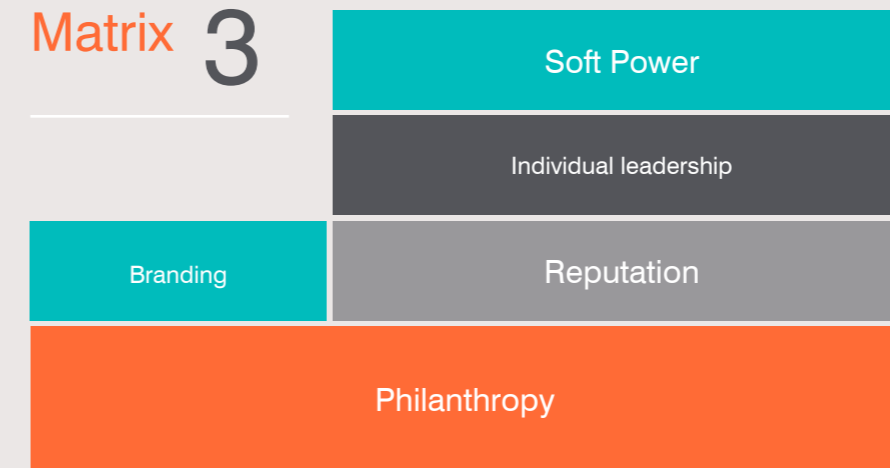 Matrix 3
Soft Power
Individual leadership
Branding
Reputation
Philanthropy